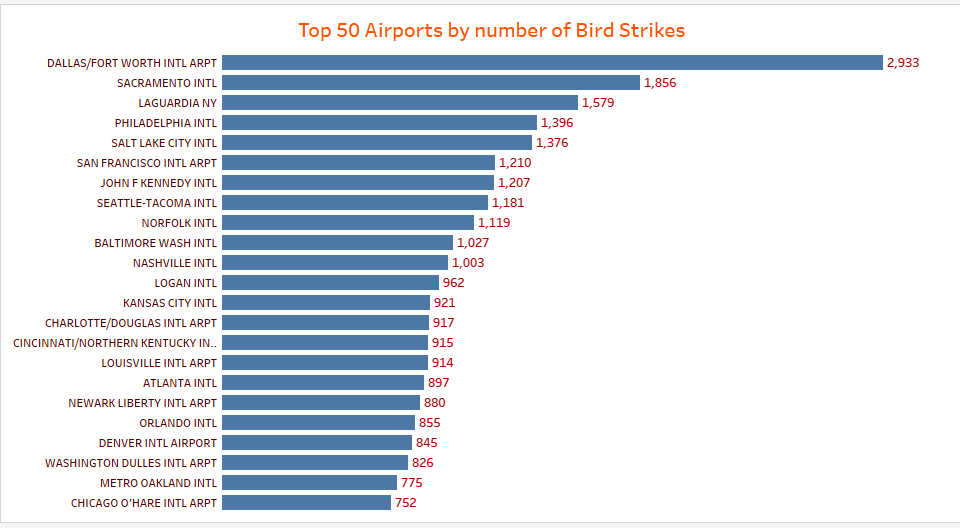 Top 50 Airports by number of Bird Strikes
DALLAS/FORT WORTH INTL ARPT 2,933
SACRAMENTO INTL 1,856
LAGUARDIA NY 1,579
PHILADELPHIA INTL 1,396
SALT LAKE CITY INTL 1,376
SAN FRANCISCO INTL ARPT 1,210
JOHN F KENNEDY INTL 1,207
SEATTLE-TACOMA INTL 1,181
NORFOLK INTL 1,119
BALTIMORE WASH INTL 1,027
NASHVILLE INTL 1,003
LOGAN INTL 962
KANSAS CITY INTL 921
CHARLOTTE/DOUGLAS INTL ARPT 917
CINCINNATI/NORTHERN KENTUCKY IN.. 915
LOUISVILLE INTL ARPT 914
ATLANTA INTL 897
NEWARK LIBERTY INTL ARPT 880
ORLANDO INTL 855
DENVER INTL AIRPORT 845
WASHINGTON DULLES INTL ARPT 826
METRO OAKLAND INTL 775
CHICAGO O'HARE INTL ARPT 752